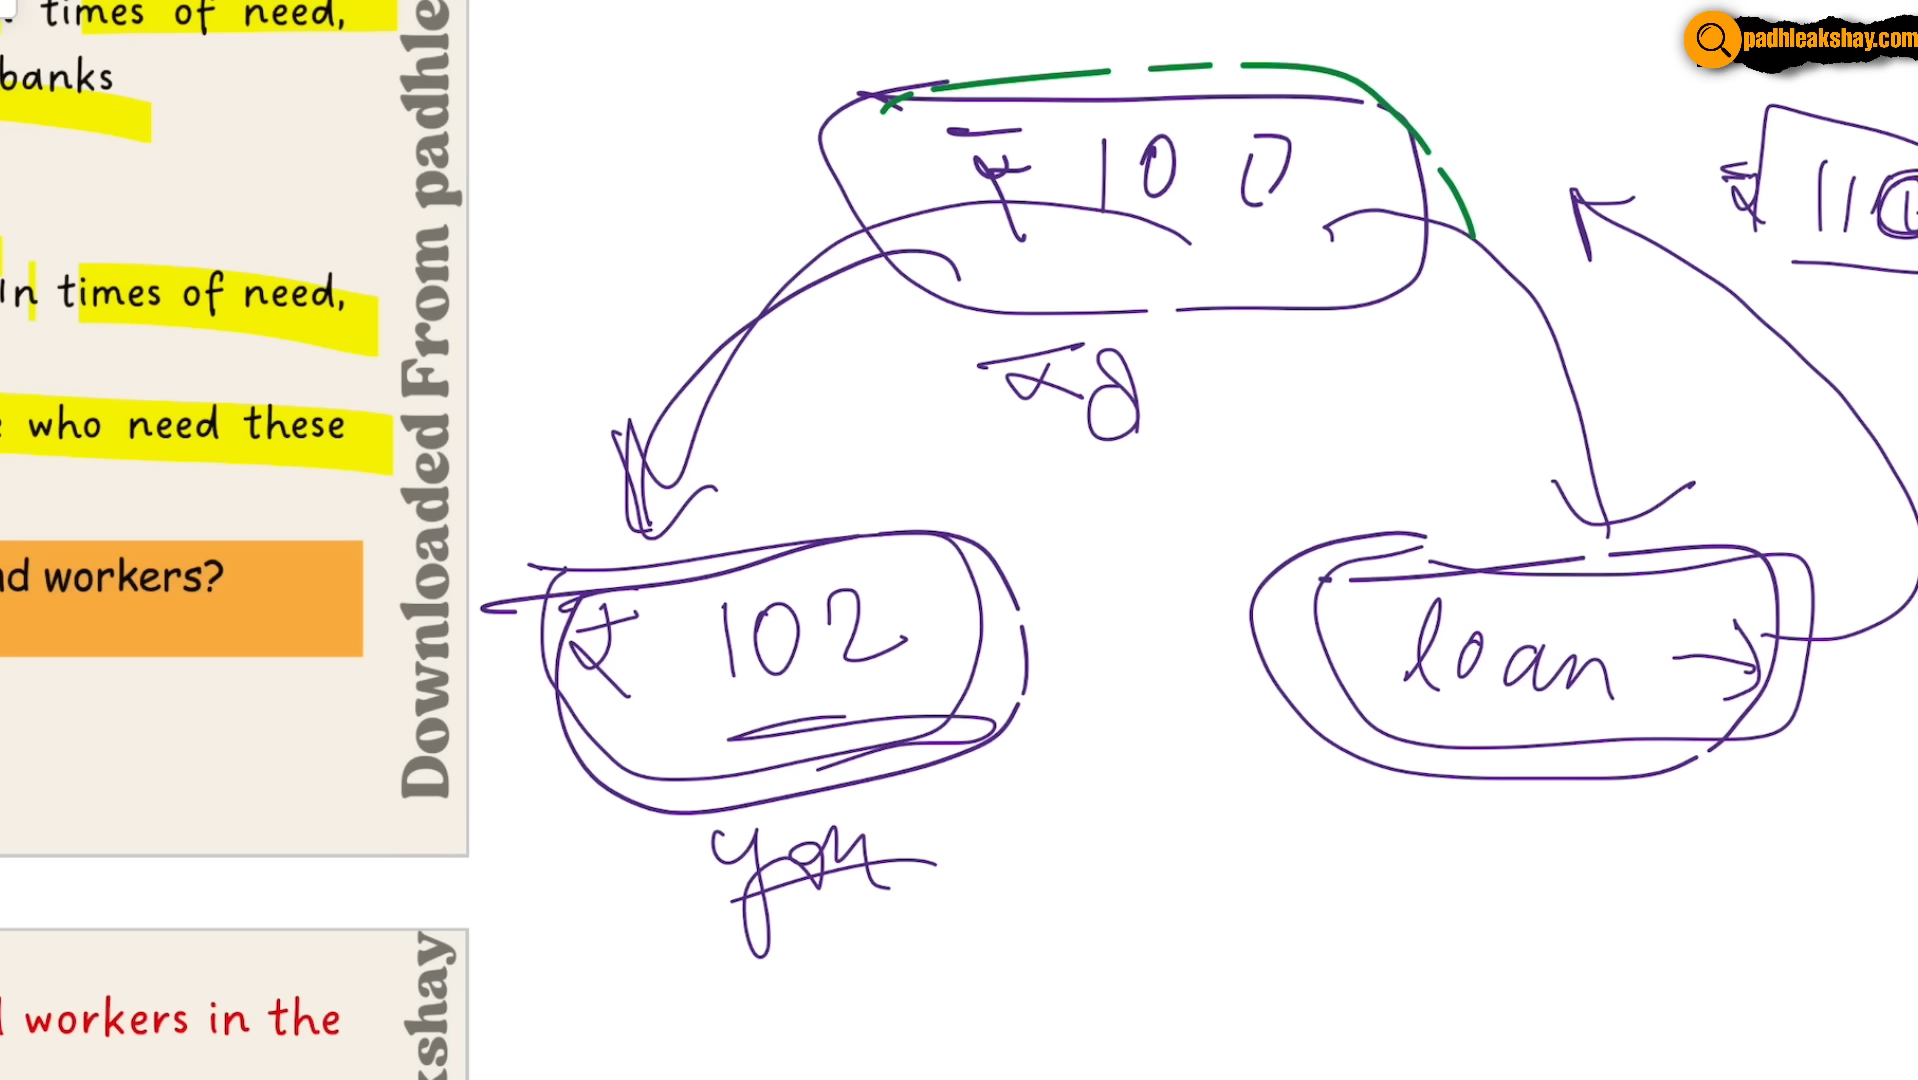 times of need,
banks
In times of need,
who need these
workers?
workers in the
Downloaded From padhle
kshay
padhleakshay.com
₹ 100
₹ 110
₹ 102
loan →
you